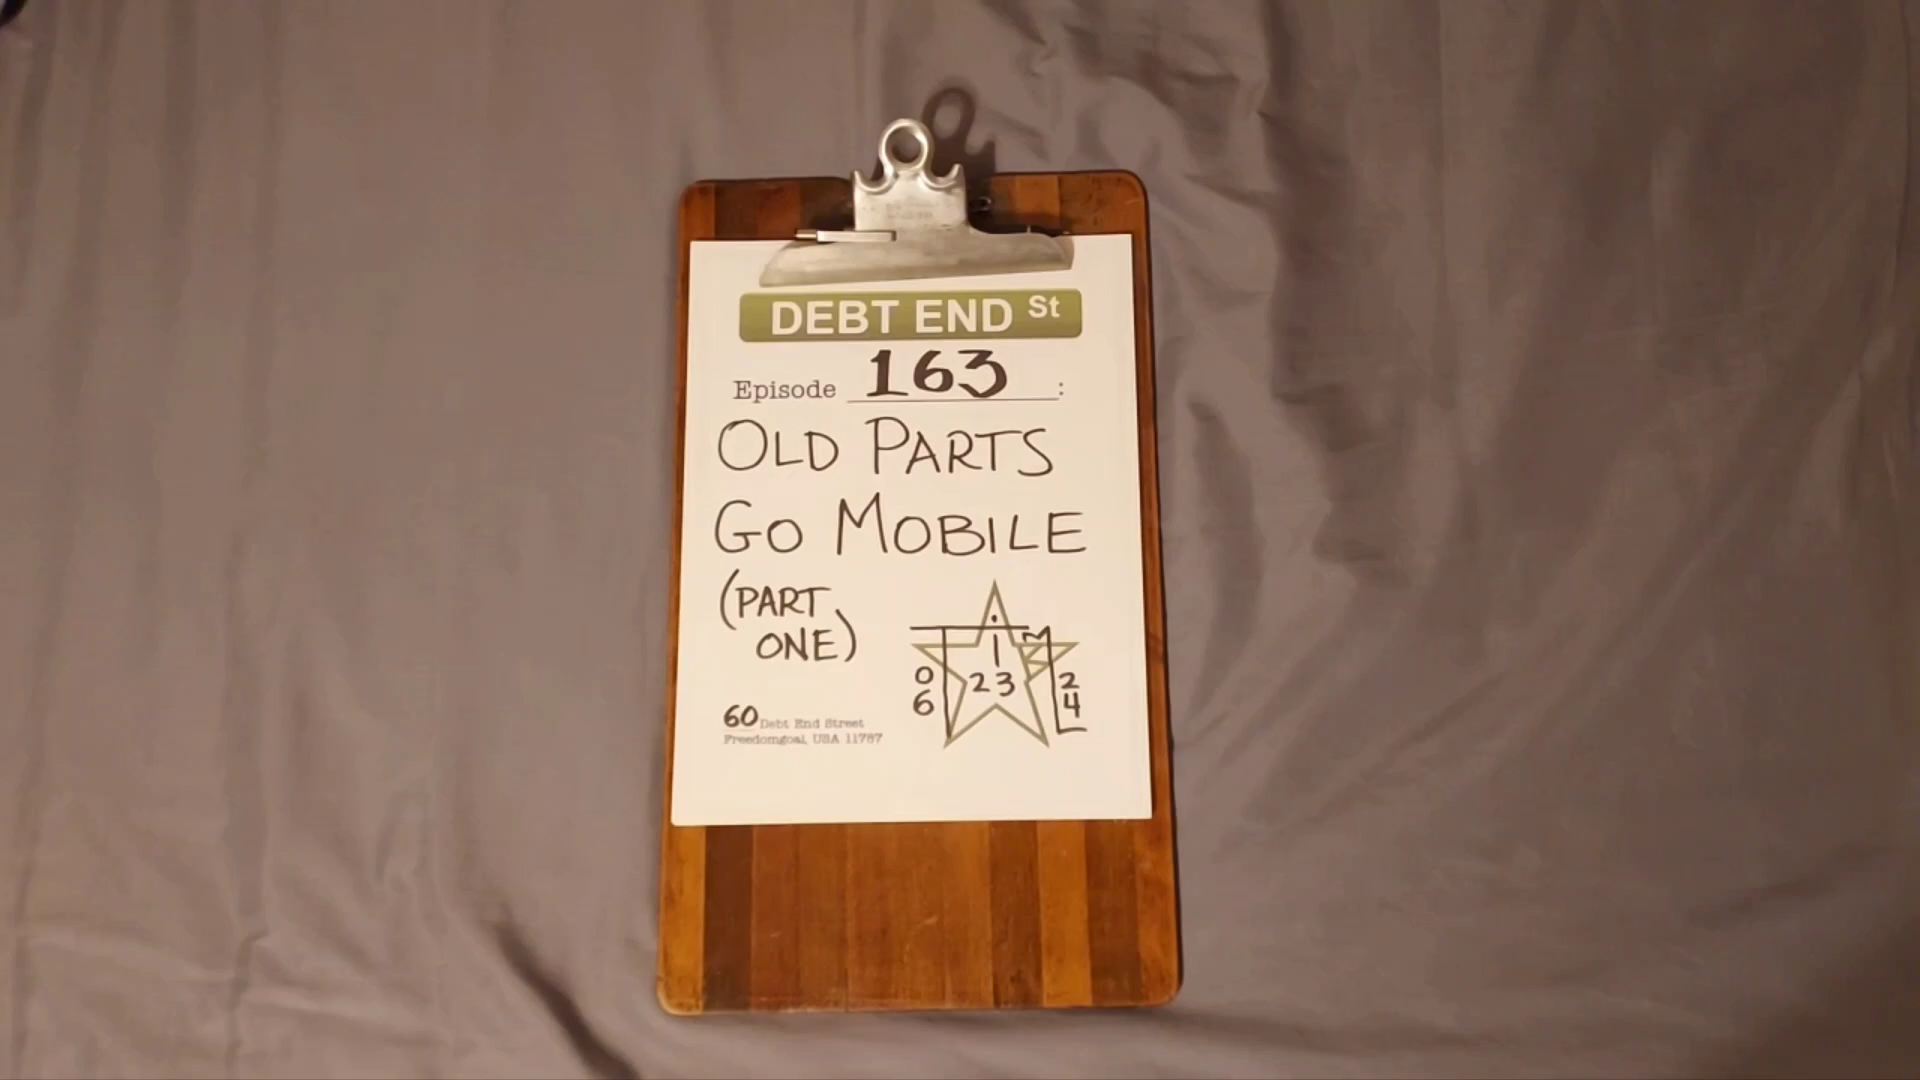 DEBT END St
Episode 163:
OLD PARTS
GO MOBILE
(PART
ONE)
06
1
23
24
60 Debt End Street
Freedomgoal, USA 11787